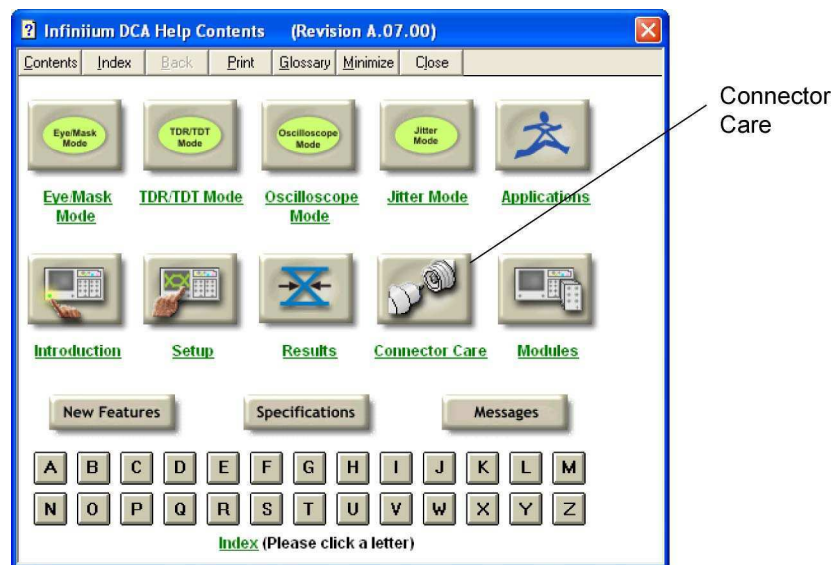 Infiniium DCA Help Contents (Revision A.07.00)
Contents Index Back Print Glossary Minimize Close
Connector
Care
Eye/Mask
Mode
TDR/TDT
Mode
Oscilloscope
Mode
Jitter
Mode
Eye/Mask
Mode
TDR/TDT Mode
Oscilloscope
Mode
Jitter Mode
Applications
Introduction
Setup
Results
Connector Care
Modules
New Features
Specifications
Messages
A B C D E F G H I J K L M
N O P Q R S T U V W X Y Z
Index (Please click a letter)